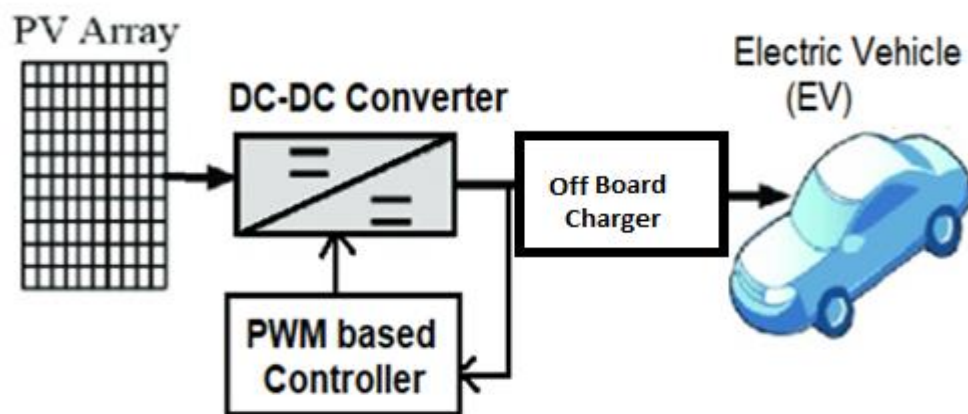 PV Array
DC-DC Converter
Electric Vehicle
(EV)
Off Board
Charger
PWM based
Controller